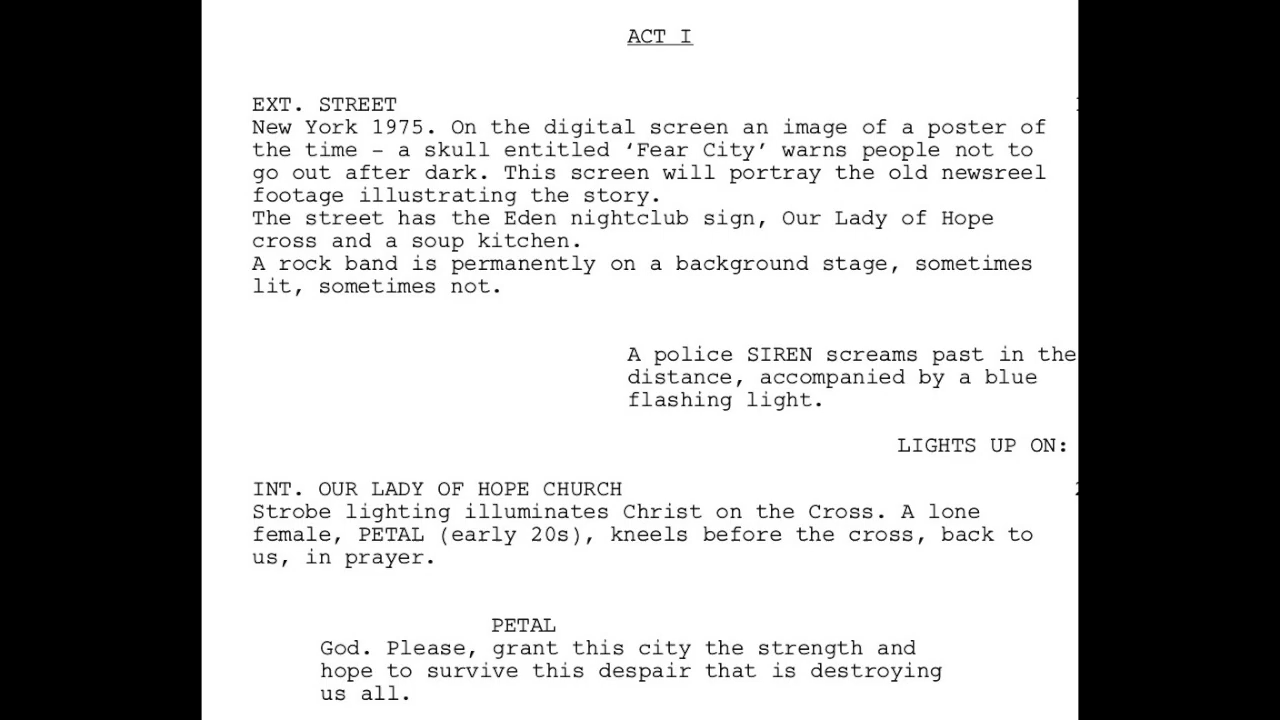 ACT I
EXT. STREET
New York 1975. On the digital screen an image of a poster of
the time – a skull entitled ‘Fear City’ warns people not to
go out after dark. This screen will portray the old newsreel
footage illustrating the story.
The street has the Eden nightclub sign, Our Lady of Hope
cross and a soup kitchen.
A rock band is permanently on a background stage, sometimes
lit, sometimes not.
A police SIREN screams past in the
distance, accompanied by a blue
flashing light.
LIGHTS UP ON:
INT. OUR LADY OF HOPE CHURCH
Strobe lighting illuminates Christ on the Cross. A lone
female, PETAL (early 20s), kneels before the cross, back to
us, in prayer.
PETAL
God. Please, grant this city the strength and
hope to survive this despair that is destroying
us all.